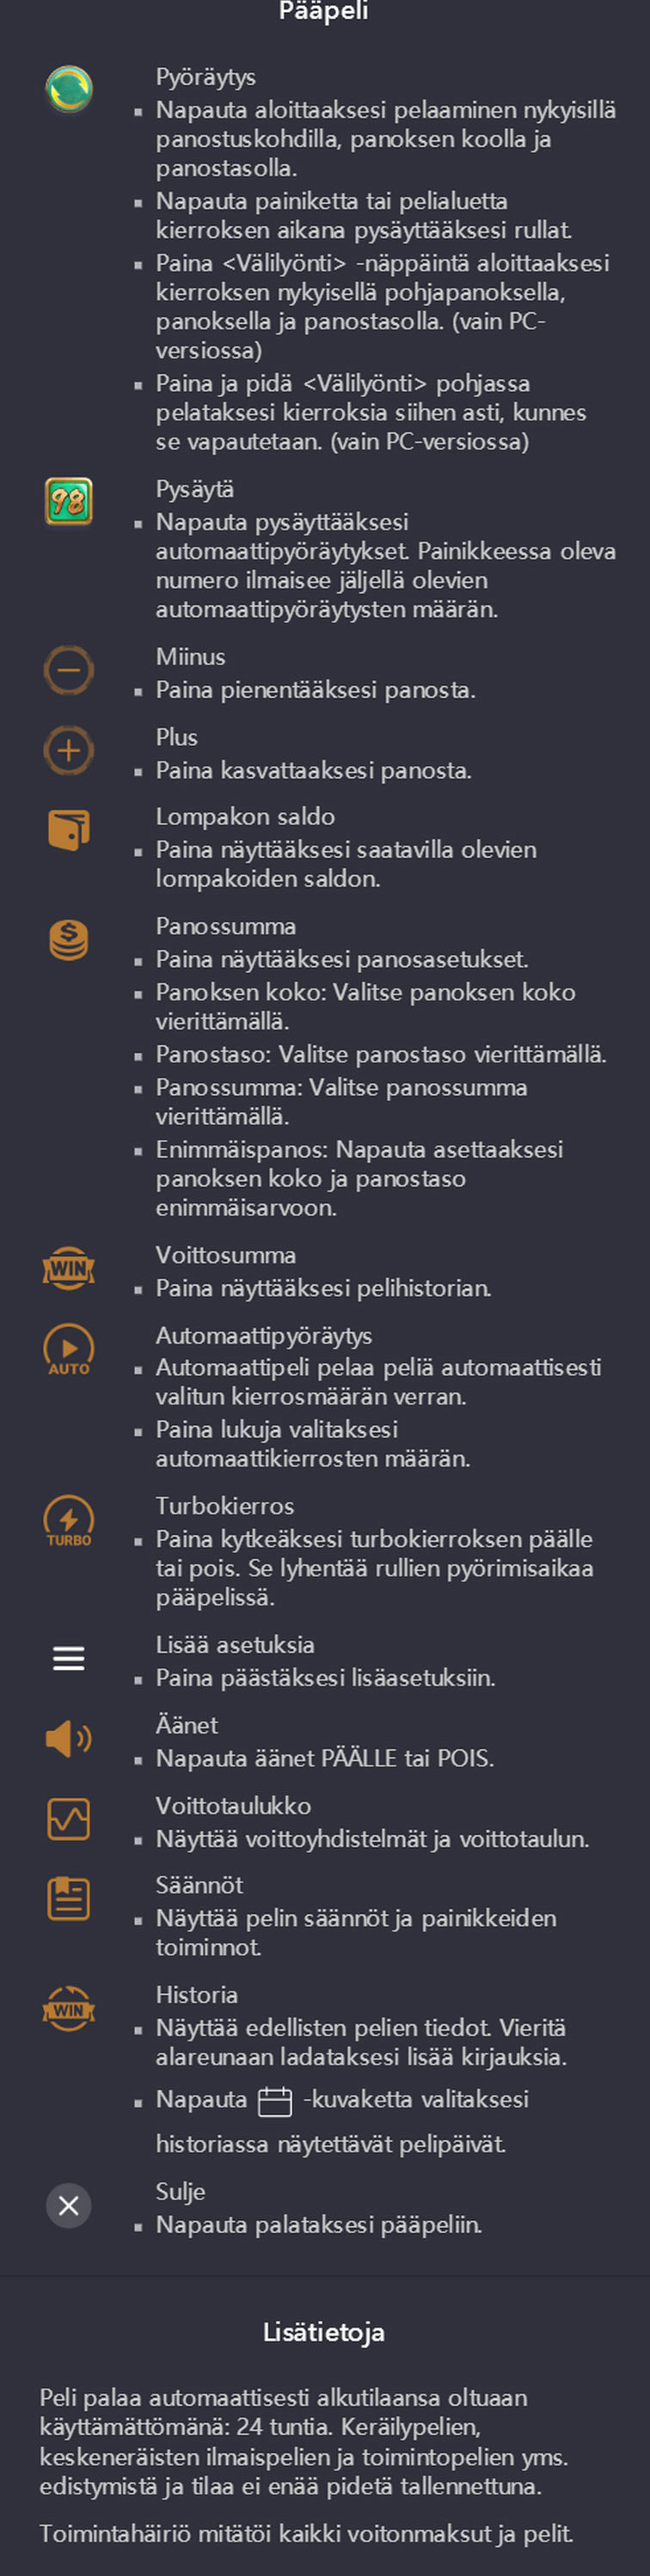 Pääpeli
Pyöräytys
Napauta aloittaaksesi pelaaminen nykyisillä
panostuskohdilla, panoksen koolla ja
panostasolla.
Napauta painiketta tai pelialuetta
kierroksen aikana pysäyttääksesi rullat.
Paina <Välilyönti> -näppäintä aloittaaksesi
kierroksen nykyisellä pohjapanoksella,
panoksella ja panostasolla. (vain PC-
versiossa)
Paina ja pidä <Välilyönti> pohjassa
pelataksesi kierroksia siihen asti, kunnes
se vapautetaan. (vain PC-versiossa)
98
Pysäytä
Napauta pysäyttääksesi
automaattipyöräytykset. Painikkeessa oleva
numero ilmaisee jäljellä olevien
automaattipyöräytysten määrän.
Miinus
Paina pienentääksesi panosta.
Plus
Paina kasvattaaksesi panosta.
Lompakon saldo
Paina näyttääksesi saatavilla olevien
lompakoiden saldon.
$
Panossumma
Paina näyttääksesi panosasetukset.
Panoksen koko: Valitse panoksen koko
vierittämällä.
Panostaso: Valitse panostaso vierittämällä.
Panossumma: Valitse panossumma
vierittämällä.
Enimmäispanos: Napauta asettaaksesi
panoksen koko ja panostaso
enimmäisarvoon.
WIN
Voittosumma
Paina näyttääksesi pelihistorian.
AUTO
Automaattipyöräytys
Automaattipeli pelaa peliä automaattisesti
valitun kierrosmäärän verran.
Paina lukuja valitaksesi
automaattikierrosten määrän.
TURBO
Turbokierros
Paina kytkeäksesi turbokierroksen päälle
tai pois. Se lyhentää rullien pyörimisaikaa
pääpelissä.
Lisää asetuksia
Paina päästäksesi lisäasetuksiin.
Äänet
Napauta äänet PÄÄLLE tai POIS.
Voittotaulukko
Näyttää voittoyhdistelmät ja voittotaulun.
Säännöt
Näyttää pelin säännöt ja painikkeiden
toiminnot.
WIN
Historia
Näyttää edellisten pelien tiedot. Vieritä
alareunaan ladataksesi lisää kirjauksia.
Napauta -kuvaketta valitaksesi
historiassa näytettävät pelipäivät.
Sulje
Napauta palataksesi pääpeliin.
Lisätietoja
Peli palaa automaattisesti alkutilaansa oltuaan
käyttämättömänä: 24 tuntia. Keräilypelien,
keskeneräisten ilmaispelien ja toimintopelien yms.
edistymistä ja tilaa ei enää pidetä tallennettuna.
Toimintahäiriö mitätöi kaikki voitonmaksut ja pelit.